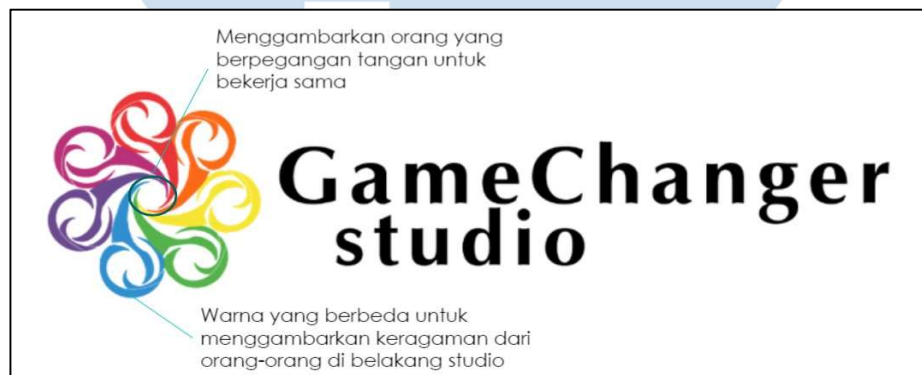 Menggambarkan orang yang
berpegangan tangan untuk
bekerja sama
GameChanger
studio
Warna yang berbeda untuk
menggambarkan keragaman dari
orang-orang di belakang studio